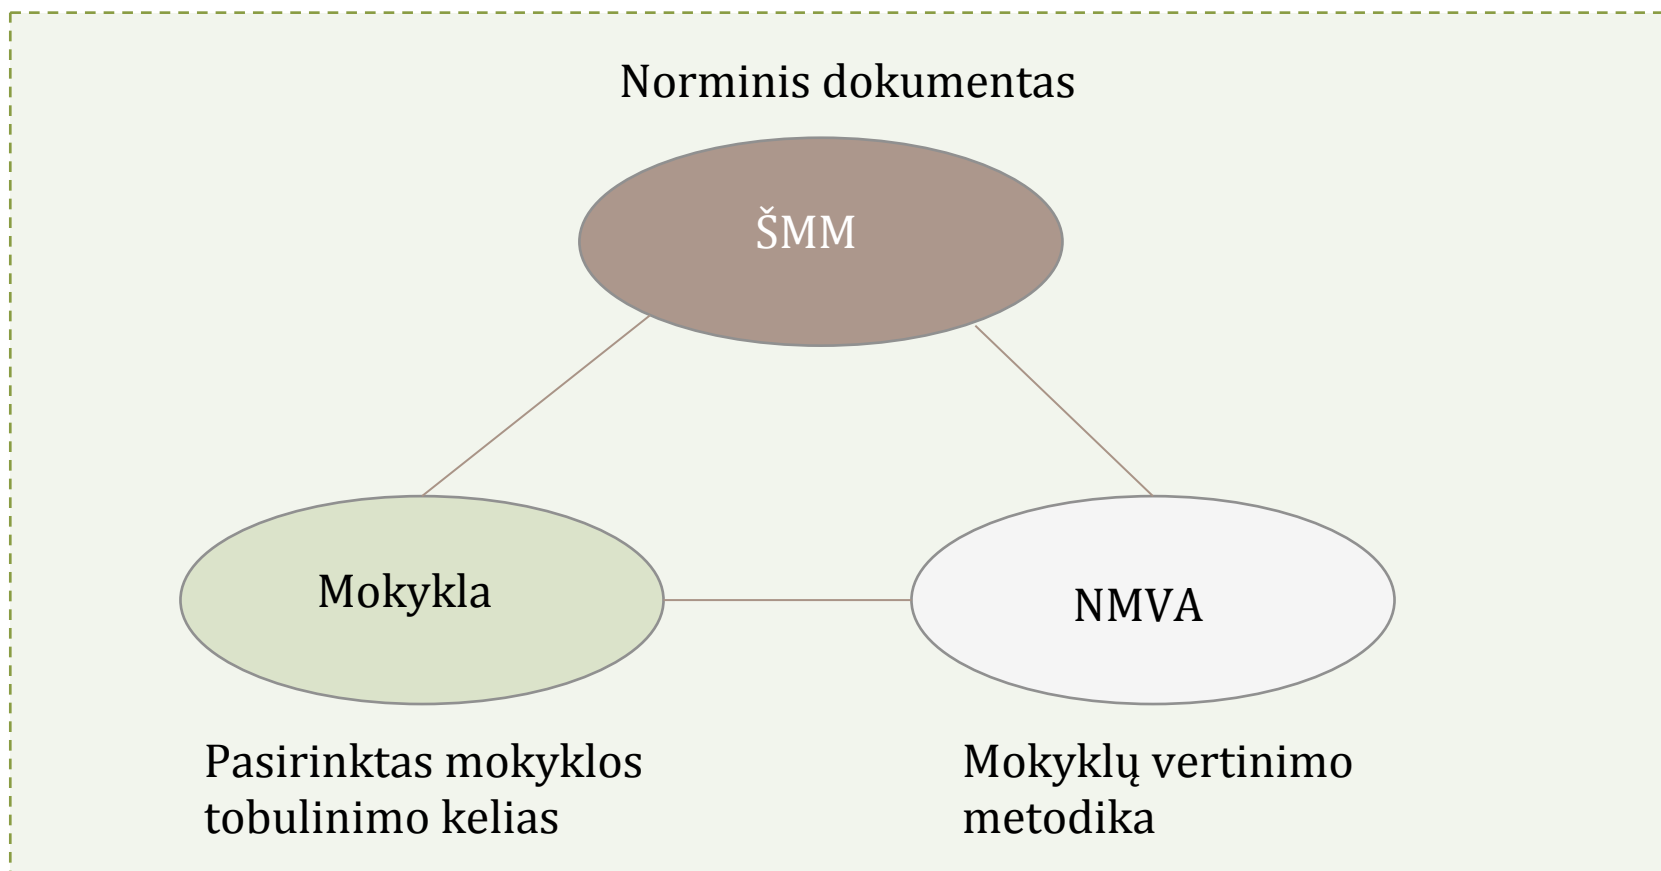 Norminis dokumentas
ŠMM
Mokykla
NMVA
Pasirinktas mokyklos
tobulinimo kelias
Mokyklų vertinimo
metodika